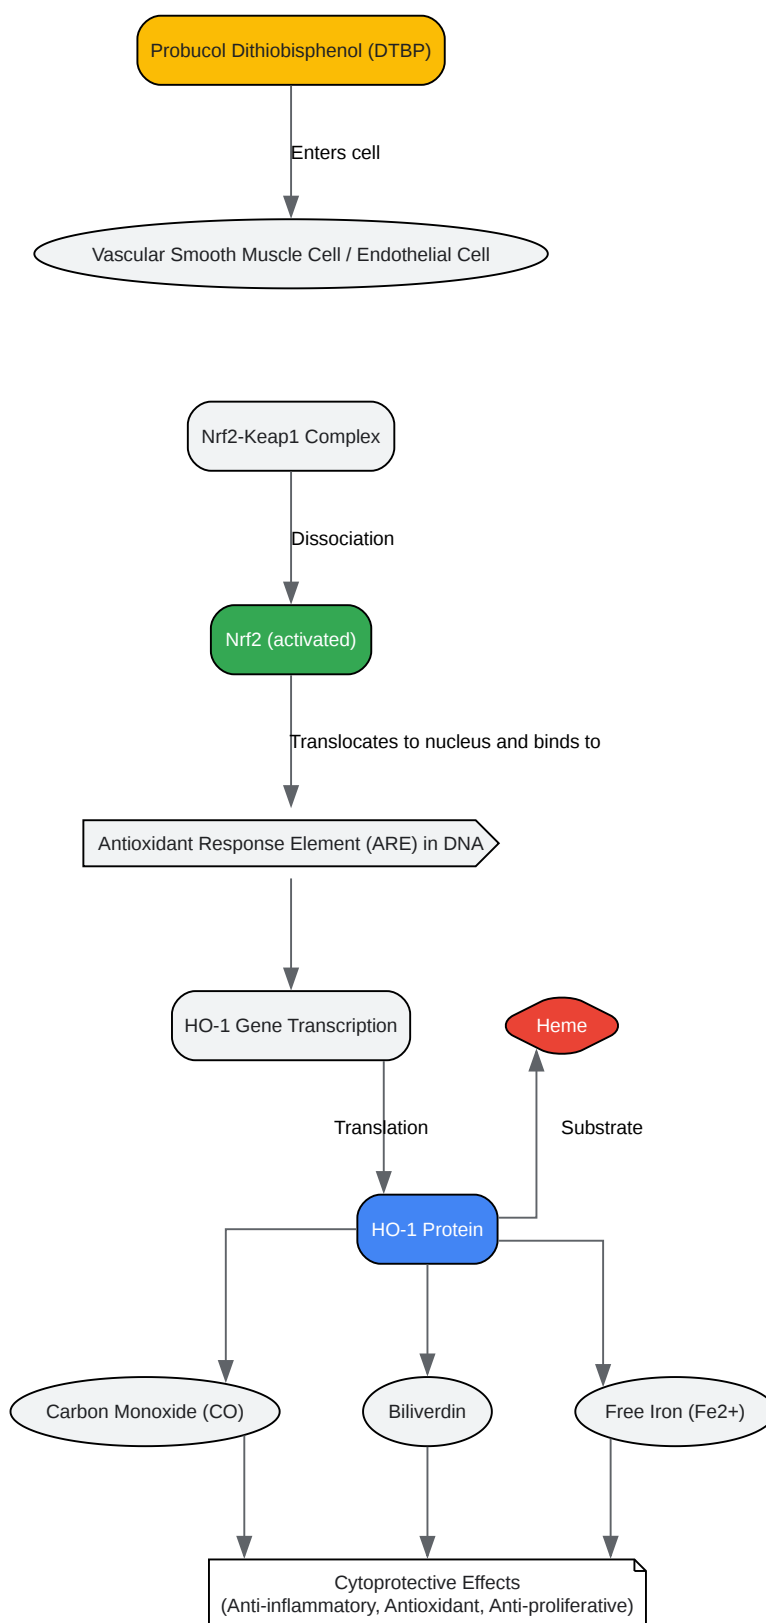 Probucol Dithiobisphenol (DTBP)
Enters cell
Vascular Smooth Muscle Cell / Endothelial Cell
Nrf2-Keap1 Complex
Dissociation
Nrf2 (activated)
Translocates to nucleus and binds to
Antioxidant Response Element (ARE) in DNA
HO-1 Gene Transcription
Heme
Translation
Substrate
HO-1 Protein
Carbon Monoxide (CO)
Biliverdin
Free Iron (Fe2+)
Cytoprotective Effects
(Anti-inflammatory, Antioxidant, Anti-proliferative)